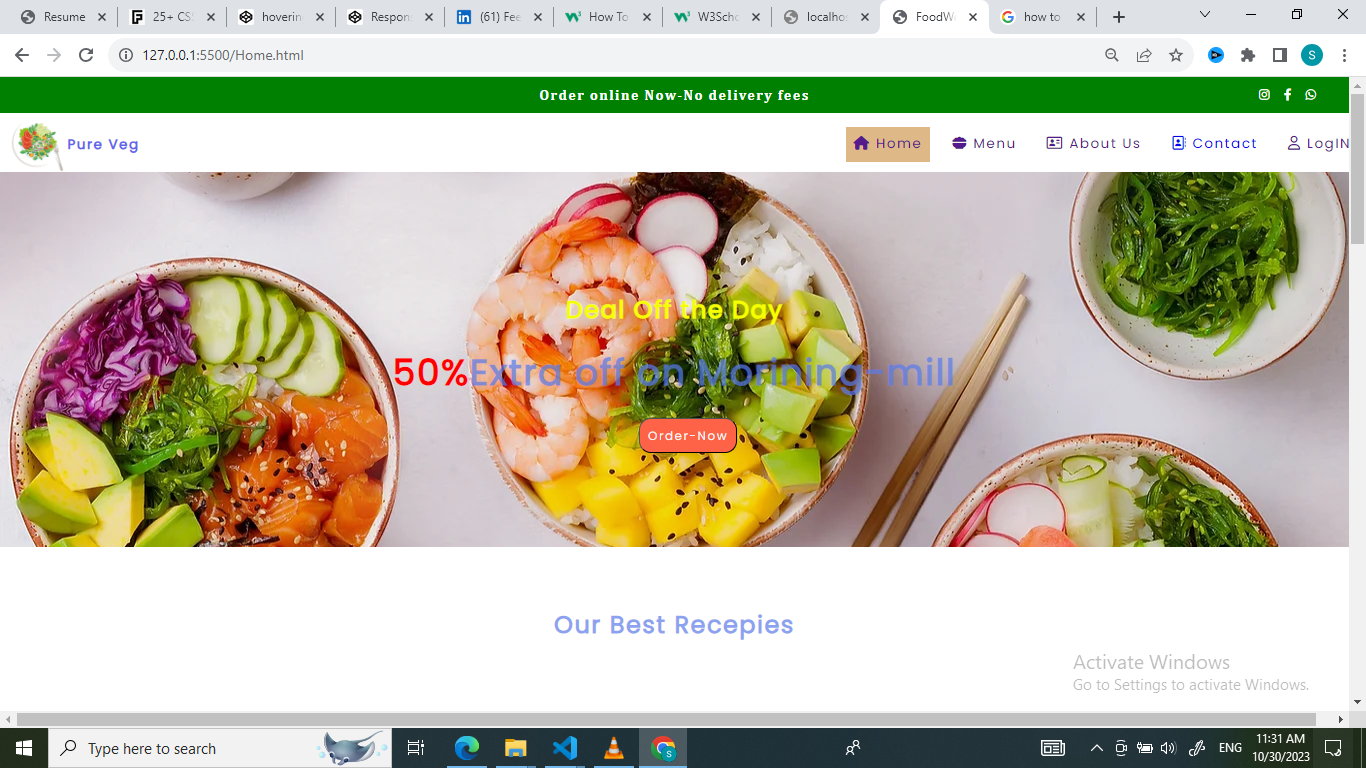 Resume
25+ CS
hoverin
Respon
(61) Fee
How To
W3Scho
localho
FoodW
how to
127.0.0.1:5500/Home.html
S
Order online Now-No delivery fees
Pure Veg
Home
Menu
About Us
Contact
LogIN
Deal Off the Day
50%Extra off on Morining-mill
Order-Now
Our Best Recepies
Activate Windows
Go to Settings to activate Windows.
Type here to search
S
ENG
11:31 AM
10/30/2023